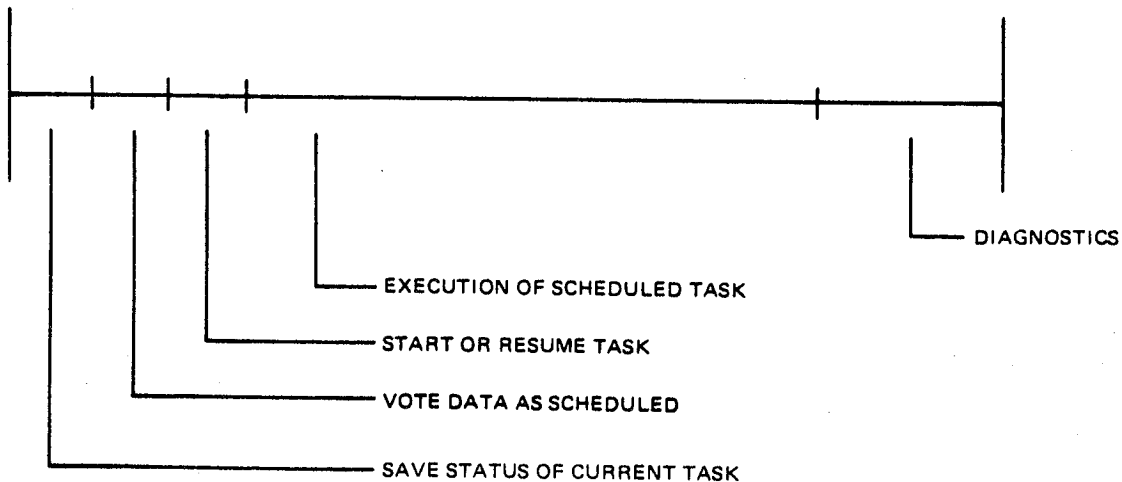 DIAGNOSTICS
EXECUTION OF SCHEDULED TASK
START OR RESUME TASK
VOTE DATA AS SCHEDULED
SAVE STATUS OF CURRENT TASK